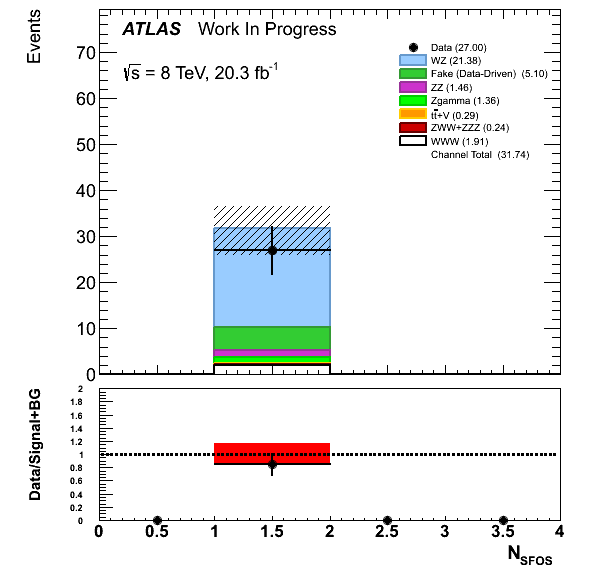 Events
ATLAS Work In Progress
√s = 8 TeV, 20.3 fb⁻¹
Data (27.00)
WZ (21.38)
Fake (Data-Driven) (5.10)
ZZ (1.46)
Zgamma (1.36)
tt̄+V (0.29)
ZWW+ZZZ (0.24)
WWW (1.91)
Channel Total (31.74)
70
60
50
40
30
20
10
0
Data/Signal+BG
2
1.8
1.6
1.4
1.2
1
0.8
0.6
0.4
0.2
0
0 0.5 1 1.5 2 2.5 3 3.5 4
N_SFOS